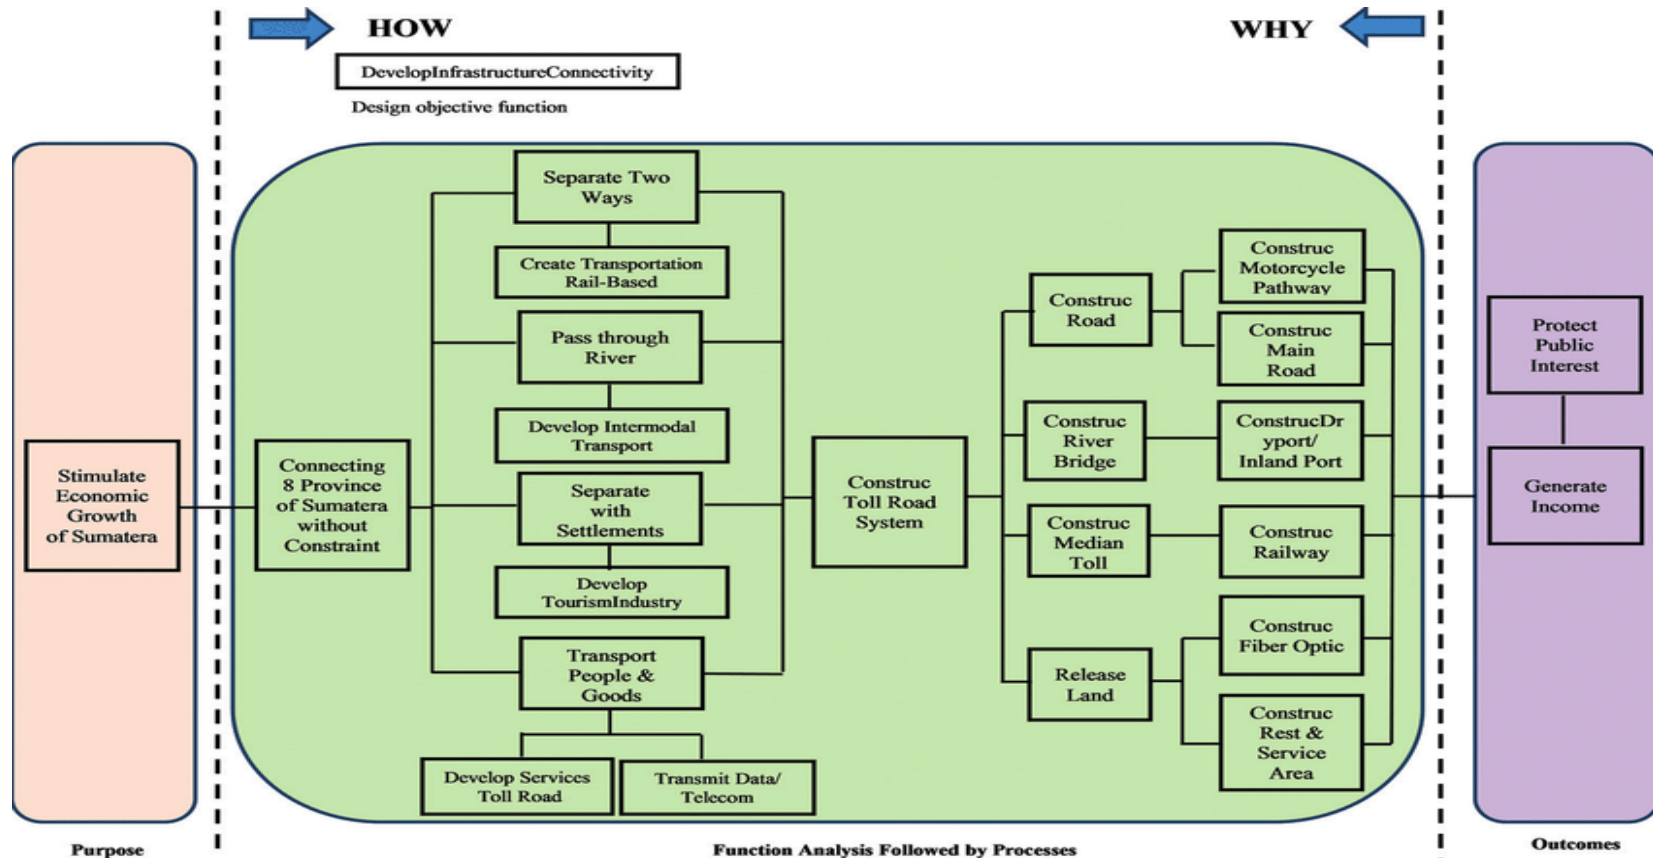 HOW
WHY
DevelopInfrastructureConnectivity
Design objective function
Stimulate
Economic
Growth
of Sumatera
Connecting
8 Province
of Sumatera
without
Constraint
Separate Two
Ways
Create Transportation
Rail-Based
Pass through
River
Develop Intermodal
Transport
Separate
with
Settlements
Develop
TourismIndustry
Transport
People &
Goods
Develop Services
Toll Road
Transmit Data/
Telecom
Construc
Toll Road
System
Construc
Road
Construc
River
Bridge
Construc
Median
Toll
Release
Land
Construc
Motorcycle
Pathway
Construc
Main
Road
ConstrucDr
yport/
Inland Port
Construc
Railway
Construc
Fiber Optic
Construc
Rest &
Service
Area
Protect
Public
Interest
Generate
Income
Purpose
Function Analysis Followed by Processes
Outcomes